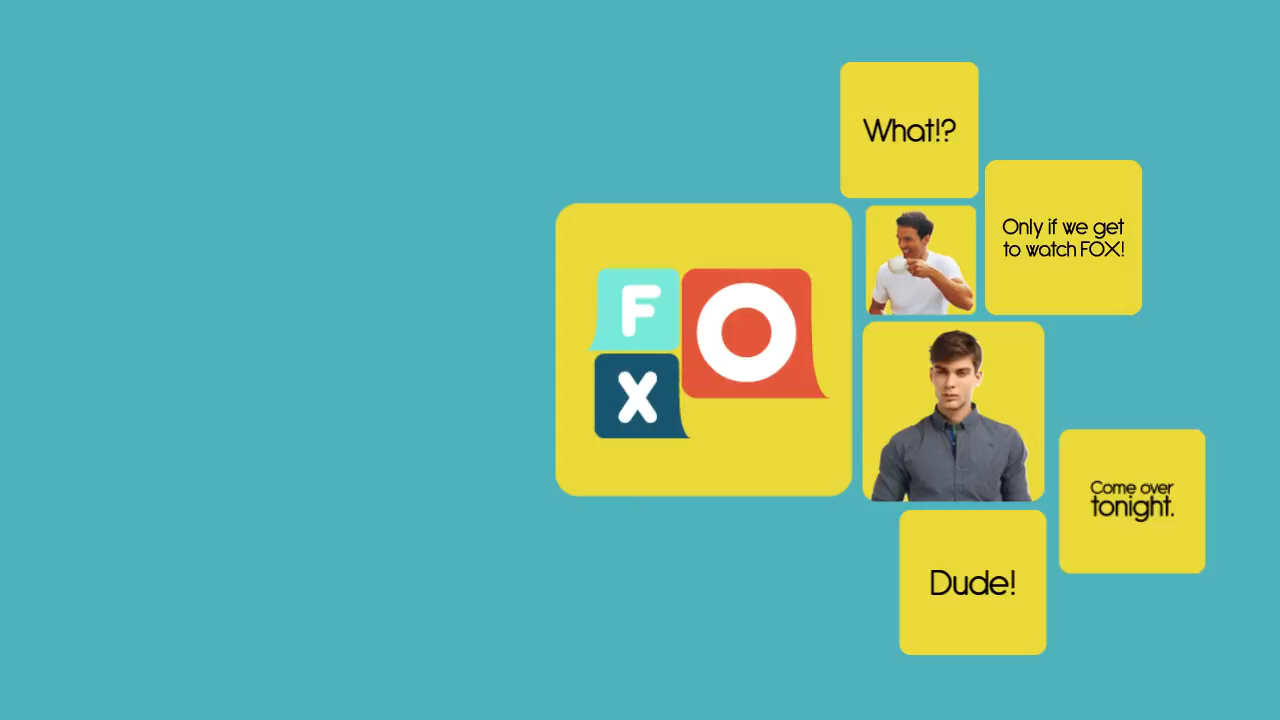 What!?
Only if we get
to watch FOX!
F
O
X
Come over
tonight.
Dude!